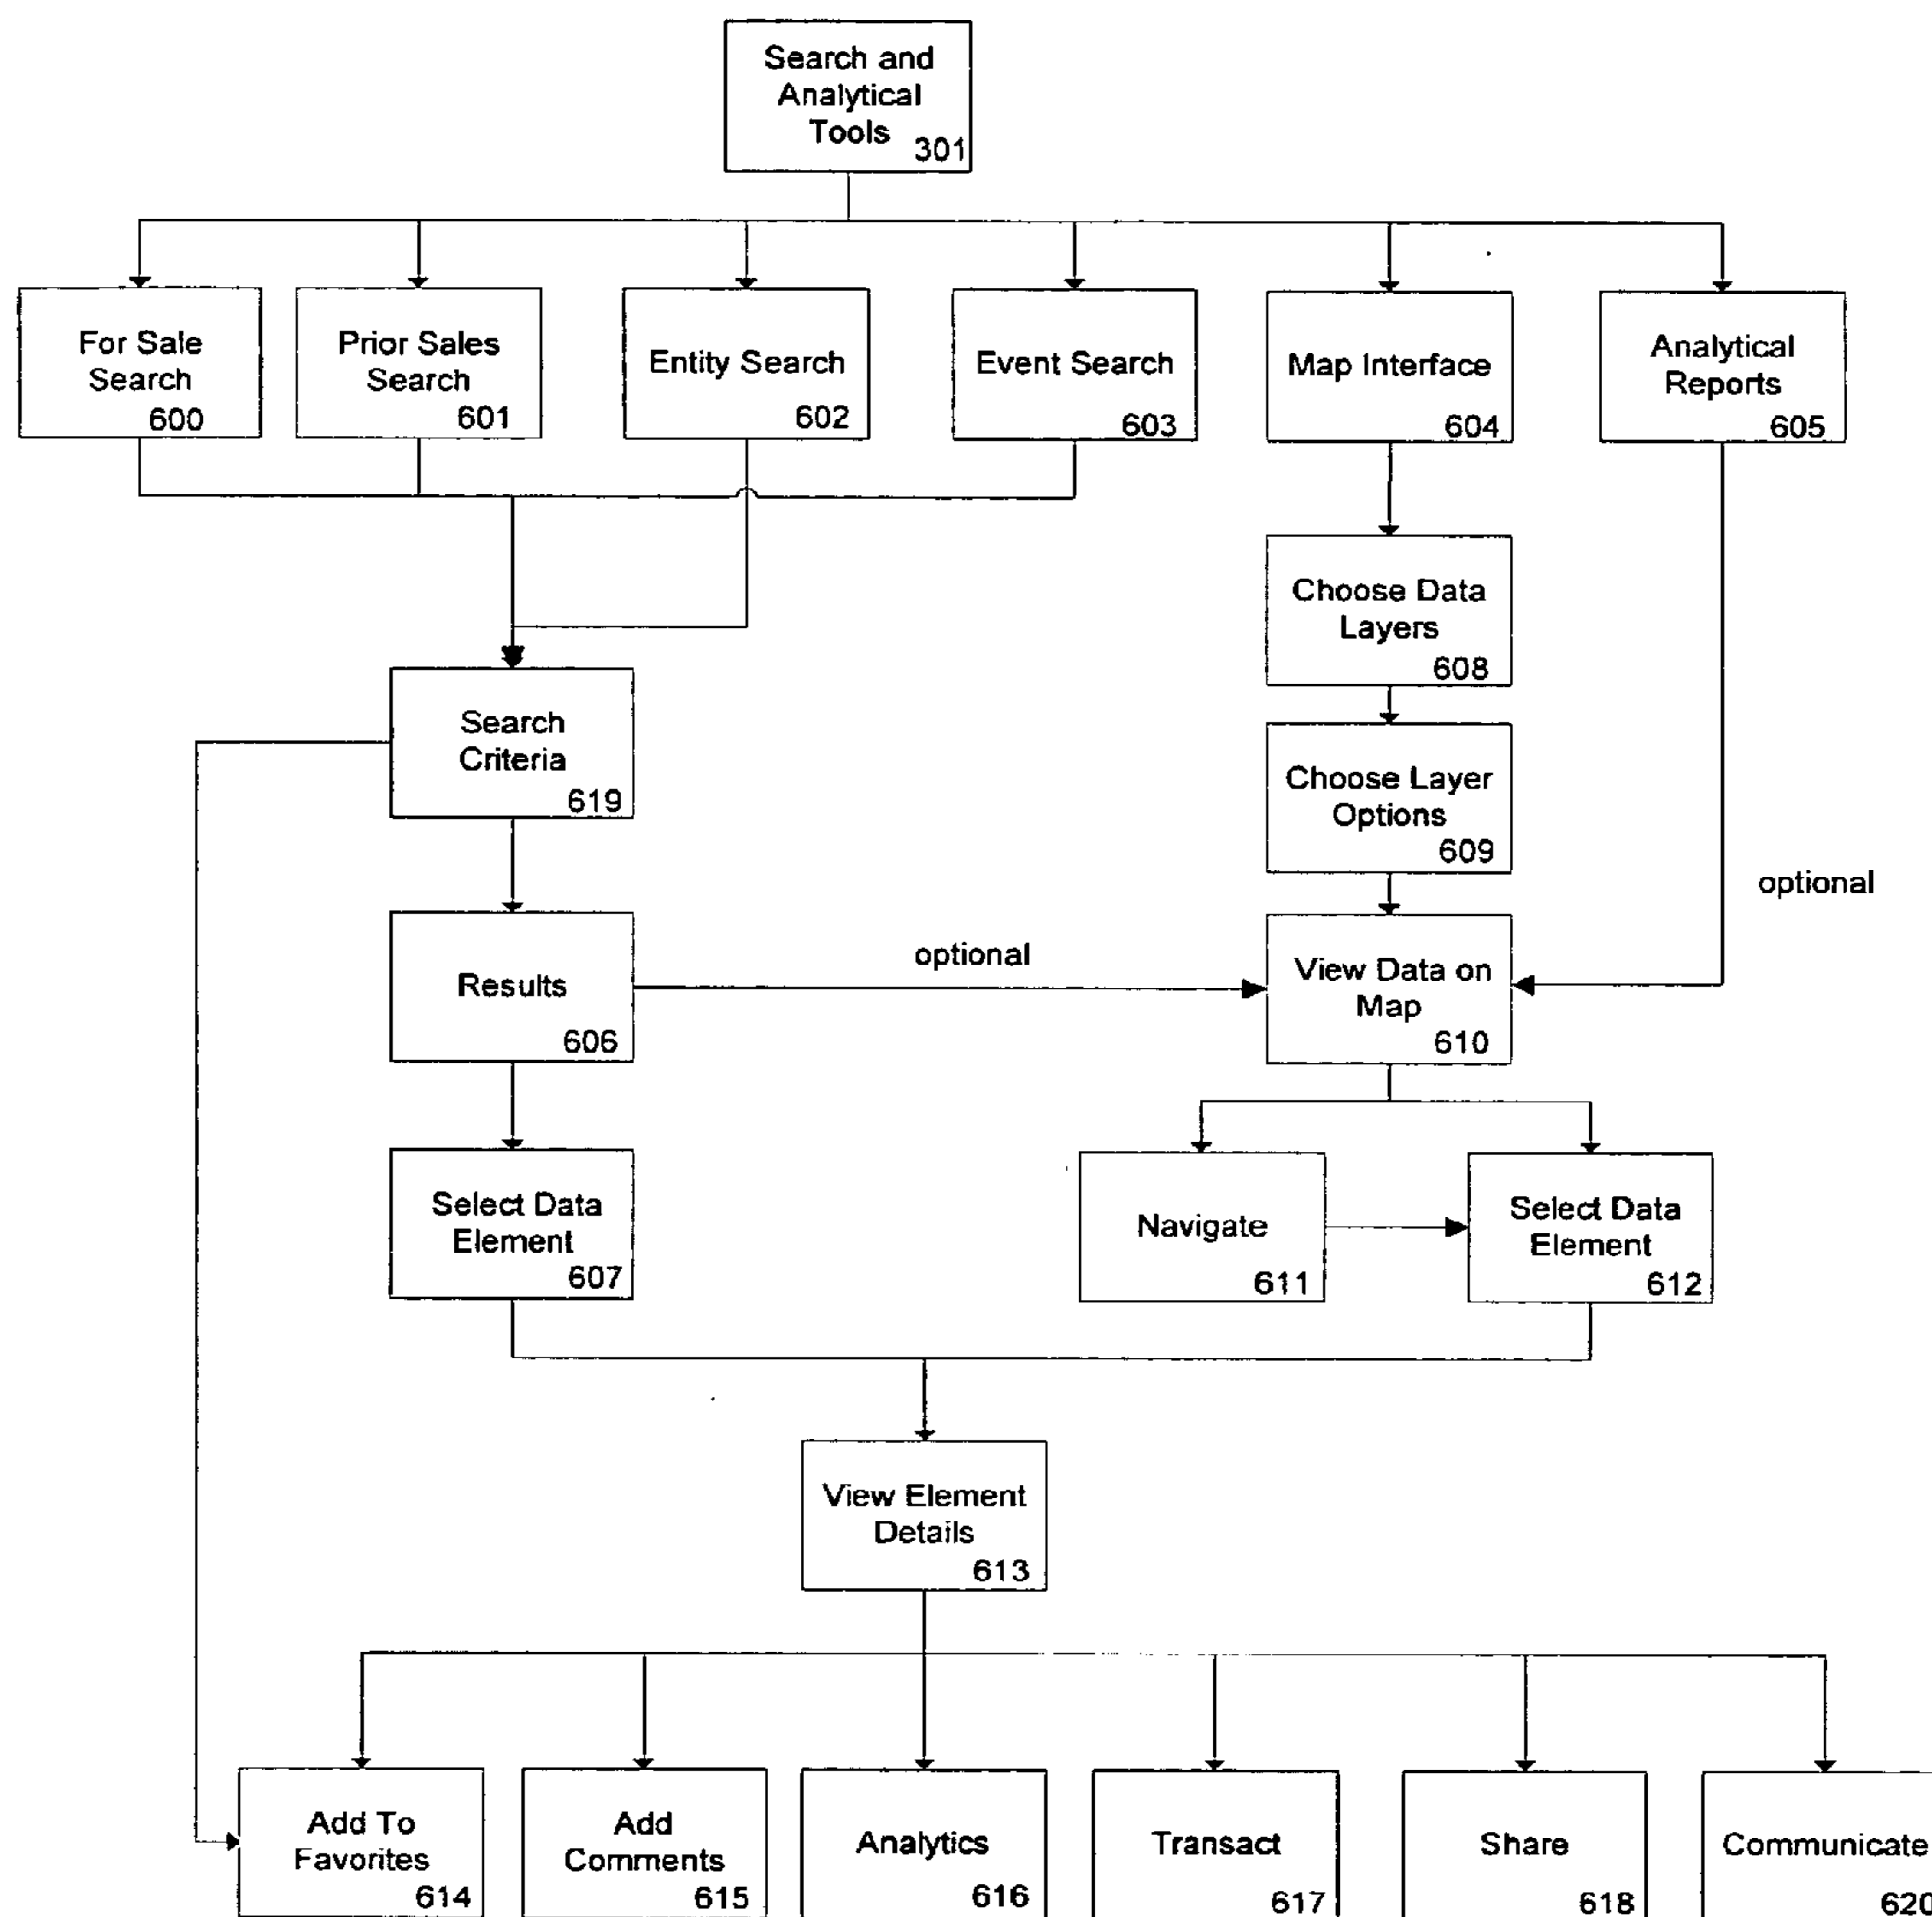 Search and
Analytical
Tools
301
For Sale
Search
600
Prior Sales
Search
601
Entity Search
602
Event Search
603
Map Interface
604
Analytical
Reports
605
Choose Data
Layers
608
Search
Criteria
619
Choose Layer
Options
609
optional
Results
606
optional
View Data on
Map
610
Select Data
Element
607
Navigate
611
Select Data
Element
612
View Element
Details
613
Add To
Favorites
614
Add
Comments
615
Analytics
616
Transact
617
Share
618
Communicate
620